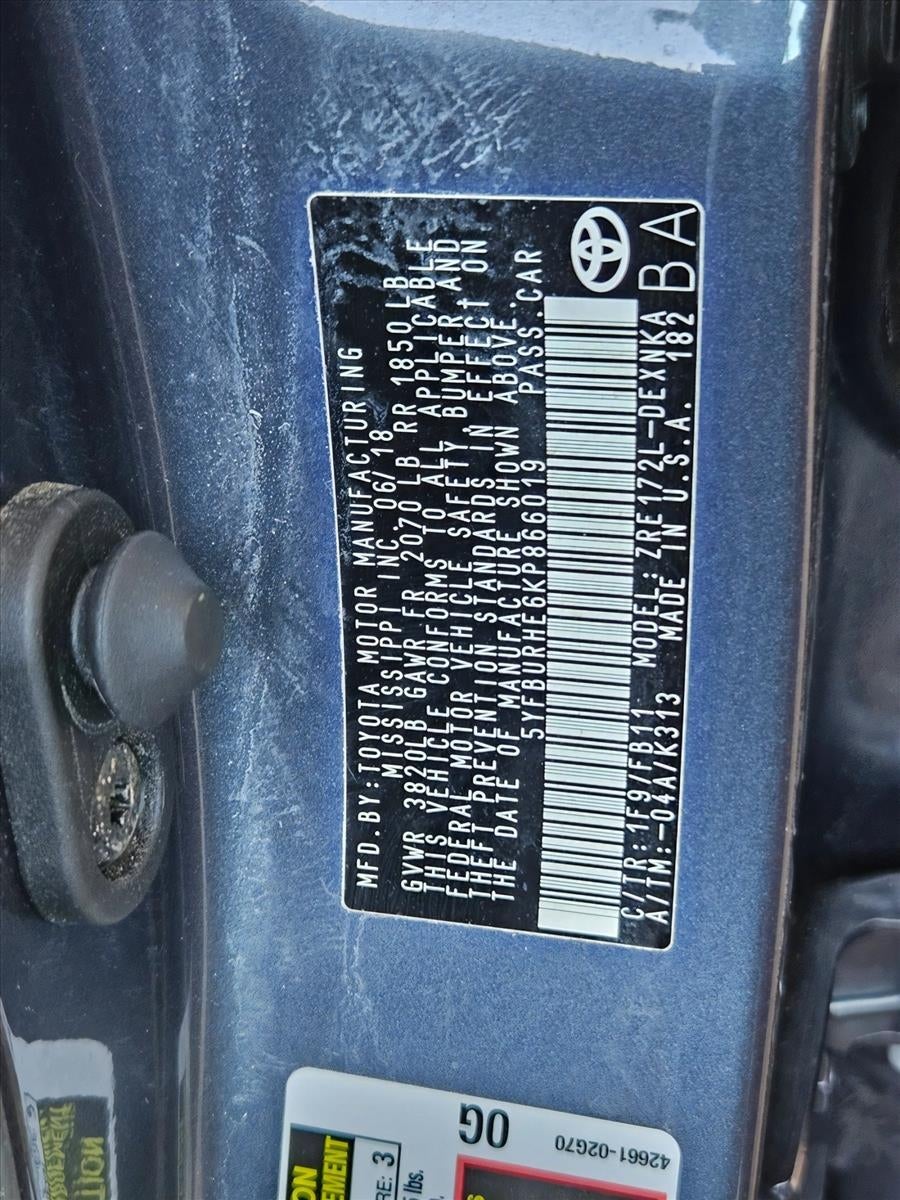 MFD.BY:TOYOTA MOTOR MANUFACTURING
MISSISSIPPI INC. 06/18
GVWR 3820LB GAWR FR 2070 LB RR 1850 LB
THIS VEHICLE CONFORMS TO ALL APPLICABLE
FEDERAL MOTOR VEHICLE SAFETY,BUMPER AND
THEFT PREVENTION STANDARDS IN EFFECT ON
THE DATE OF MANUFACTURE SHOWN ABOVE.
5YFBURHE6KP866019 PASS.CAR
C/TR:1F9/FB11 MODEL:ZRE172L-DEXNKA
A/TM:-04A/K313 MADE IN U.S.A. 182
BA
0G
42661-02G70